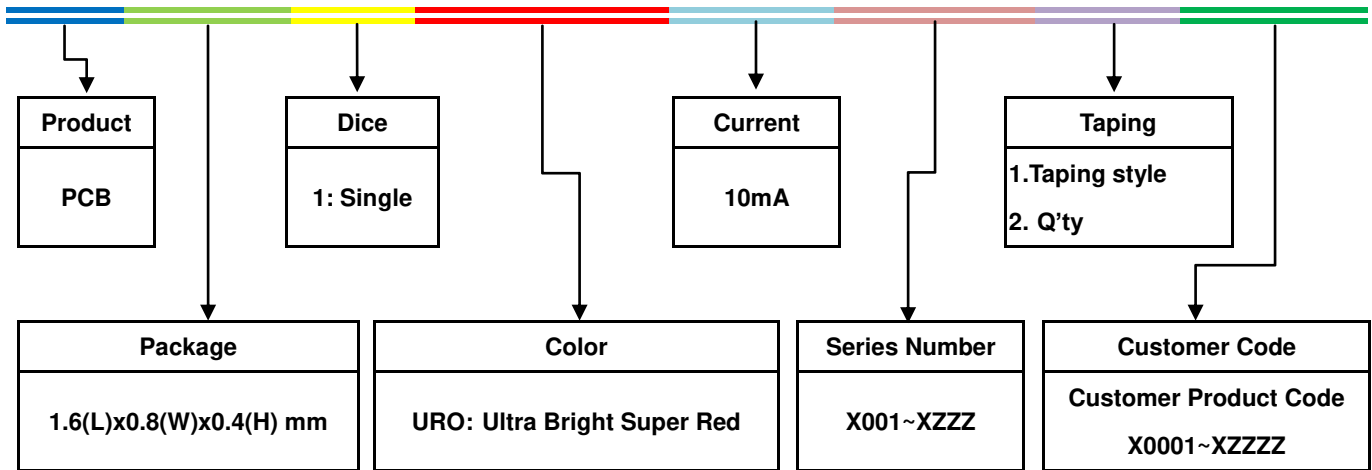 Product
PCB
Dice
1: Single
Current
10mA
Taping
1.Taping style
2. Q’ty
Package
1.6(L)x0.8(W)x0.4(H) mm
Color
URO: Ultra Bright Super Red
Series Number
X001~XZZZ
Customer Code
Customer Product Code
X0001~XZZZZ